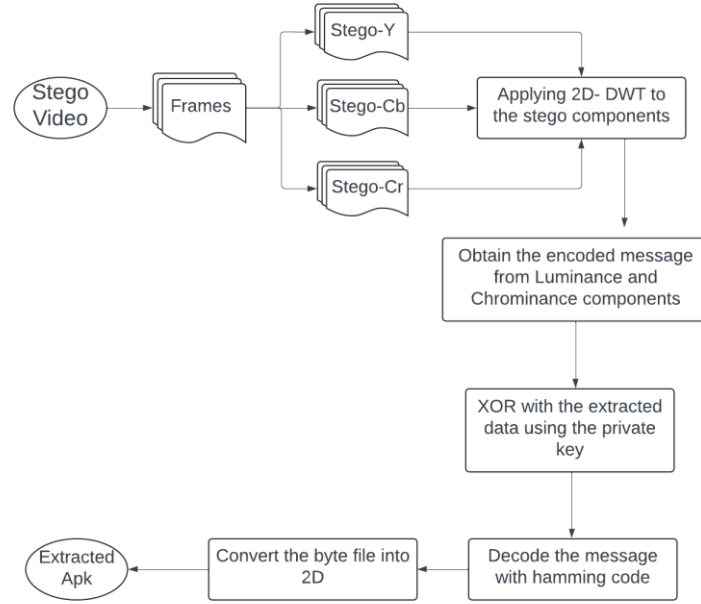 Stego-Y
Stego
Video
Frames
Stego-Cb
Applying 2D- DWT to
the stego components
Stego-Cr
Obtain the encoded message
from Luminance and
Chrominance components
XOR with the extracted
data using the private
key
Decode the message
with hamming code
Convert the byte file into
2D
Extracted
Apk